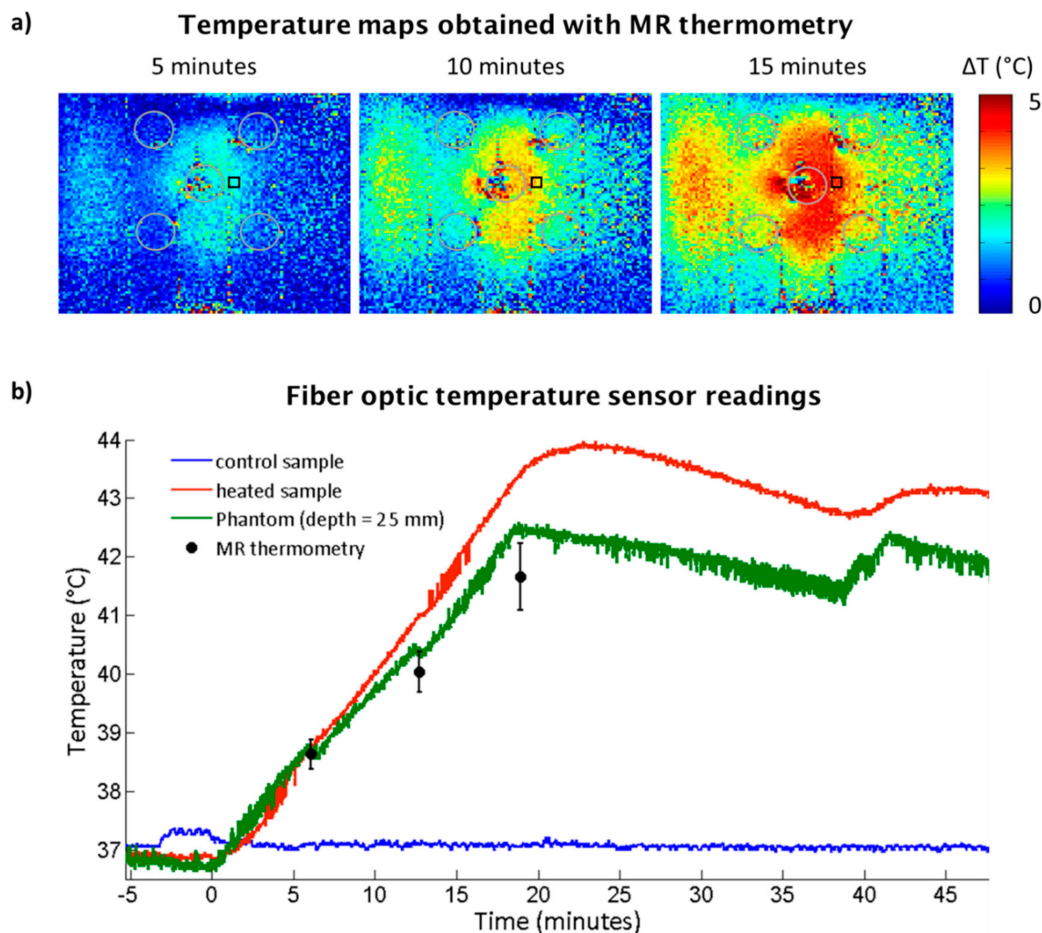 a)
Temperature maps obtained with MR thermometry
5 minutes
10 minutes
15 minutes
ΔT (°C)
5
0
b)
Fiber optic temperature sensor readings
control sample
heated sample
Phantom (depth = 25 mm)
MR thermometry
Temperature (°C)
44
43
42
41
40
39
38
37
-5 0 5 10 15 20 25 30 35 40 45
Time (minutes)